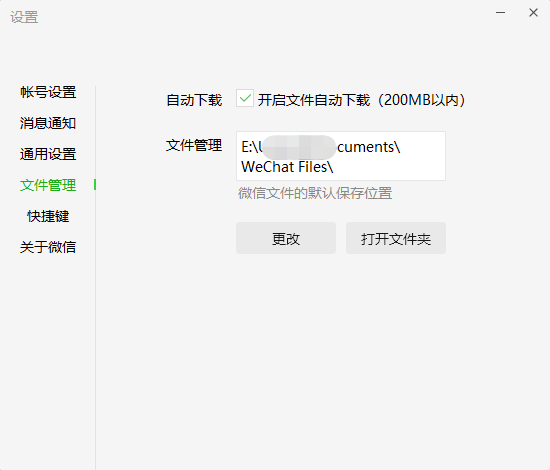 设置
帐号设置
消息通知
通用设置
文件管理
快捷键
关于微信
自动下载 开启文件自动下载（200MB以内）
文件管理 E:\ cuments\
WeChat Files\
微信文件的默认保存位置
更改 打开文件夹